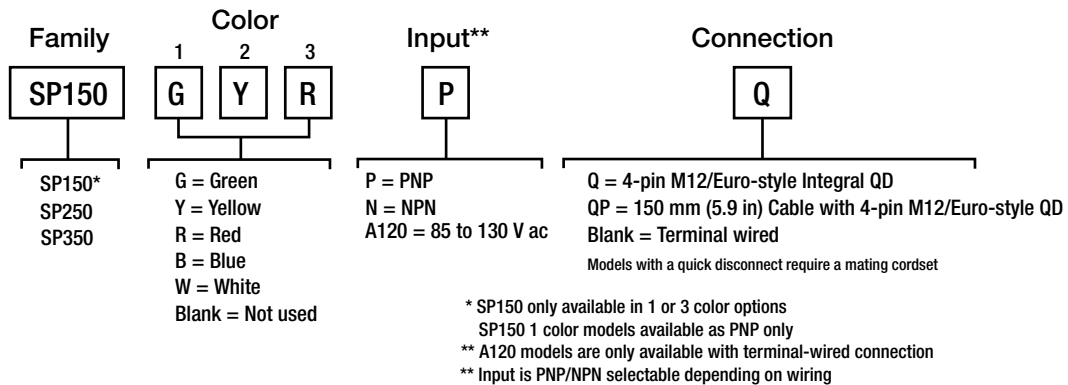 Family
Color
Input**
Connection
1 2 3
SP150 G Y R P Q
SP150*
SP250
SP350
G = Green
Y = Yellow
R = Red
B = Blue
W = White
Blank = Not used
P = PNP
N = NPN
A120 = 85 to 130 V ac
Q = 4-pin M12/Euro-style Integral QD
QP = 150 mm (5.9 in) Cable with 4-pin M12/Euro-style QD
Blank = Terminal wired
Models with a quick disconnect require a mating cordset
* SP150 only available in 1 or 3 color options
SP150 1 color models available as PNP only
** A120 models are only available with terminal-wired connection
** Input is PNP/NPN selectable depending on wiring